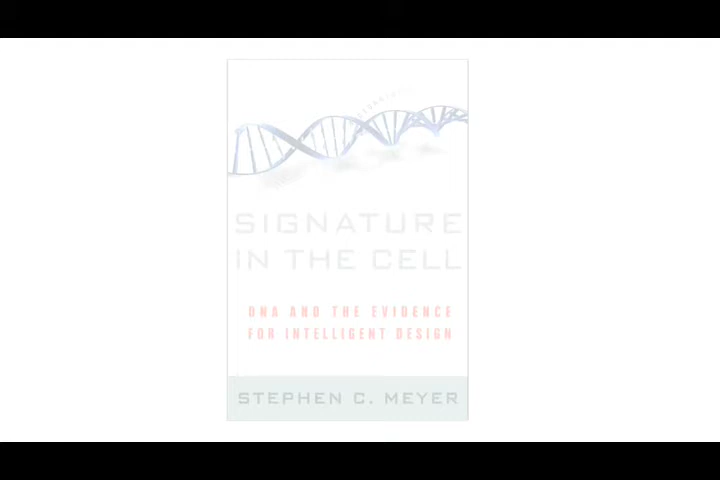 SIGNATURE
IN THE CELL
DNA AND THE EVIDENCE
FOR INTELLIGENT DESIGN
STEPHEN C. MEYER